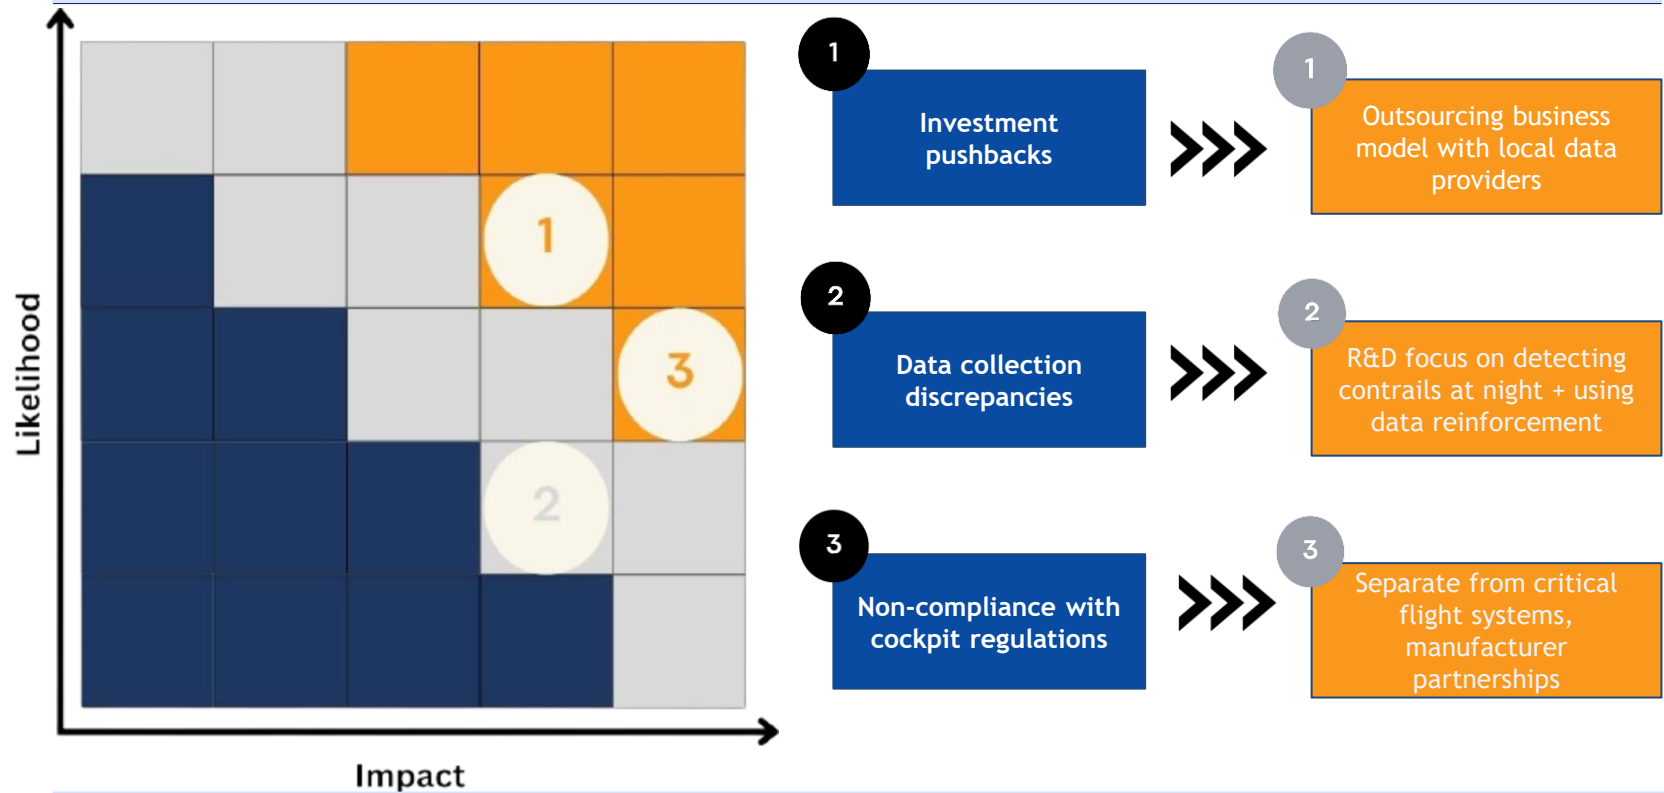 Likelihood
1
3
2
Impact
1
Investment
pushbacks
1
Outsourcing business
model with local data
providers
2
Data collection
discrepancies
2
R&D focus on detecting
contrails at night + using
data reinforcement
3
Non-compliance with
cockpit regulations
3
Separate from critical
flight systems,
manufacturer
partnerships